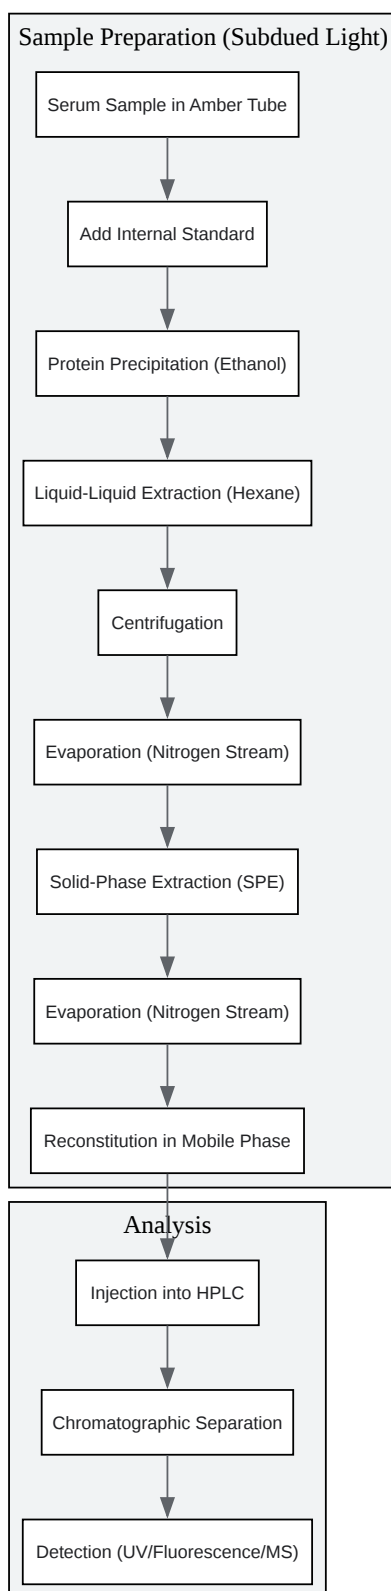 Sample Preparation (Subdued Light)
Serum Sample in Amber Tube
Add Internal Standard
Protein Precipitation (Ethanol)
Liquid-Liquid Extraction (Hexane)
Centrifugation
Evaporation (Nitrogen Stream)
Solid-Phase Extraction (SPE)
Evaporation (Nitrogen Stream)
Reconstitution in Mobile Phase
Analysis
Injection into HPLC
Chromatographic Separation
Detection (UV/Fluorescence/MS)